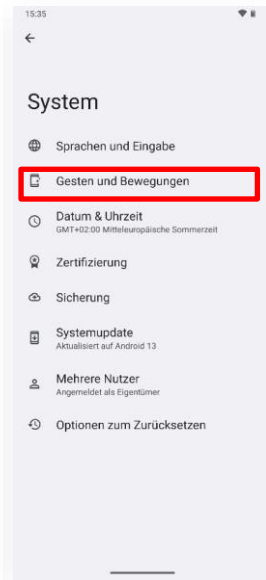 15:35
System
Sprachen und Eingabe
Gesten und Bewegungen
Datum & Uhrzeit
GMT+02:00 Mitteleuropäische Sommerzeit
Zertifizierung
Sicherung
Systemupdate
Aktualisiert auf Android 13
Mehrere Nutzer
Angemeldet als Eigentümer
Optionen zum Zurücksetzen